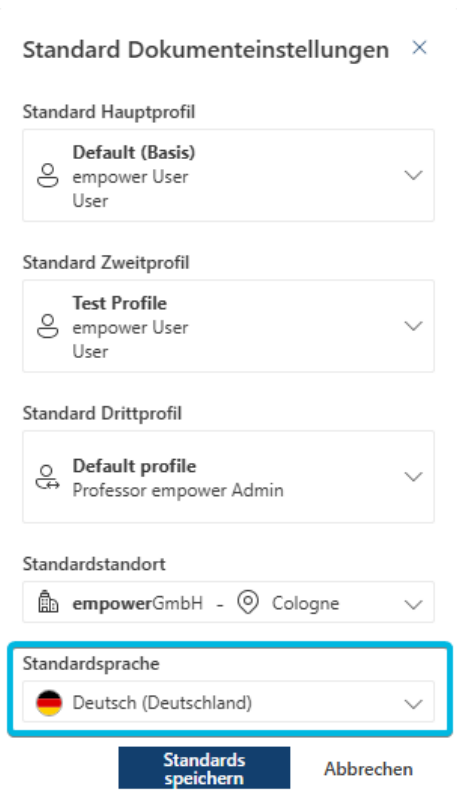 Standard Dokumenteinstellungen
Standard Hauptprofil
Default (Basis)
empower User
User
Standard Zweitprofil
Test Profile
empower User
User
Standard Drittprofil
Default profile
Professor empower Admin
Standardstandort
empowerGmbH - Cologne
Standardsprache
Deutsch (Deutschland)
Standards
speichern
Abbrechen